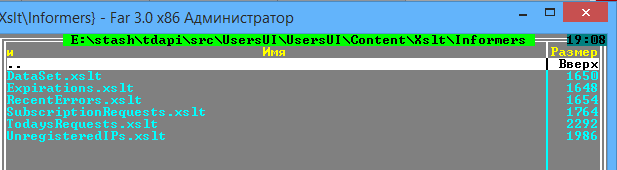 Xslt\Informers} - Far 3.0 x86 Администратор
E:\stash\tdapi\src\UsersUI\UsersUI\Content\Xslt\Informers 19:08
и Имя Размер
.. Вверх
DataSet.xslt 1650
Expirations.xslt 1648
RecentErrors.xslt 1654
SubscriptionRequests.xslt 1764
TodaysRequests.xslt 2292
UnregisteredIPs.xslt 1986